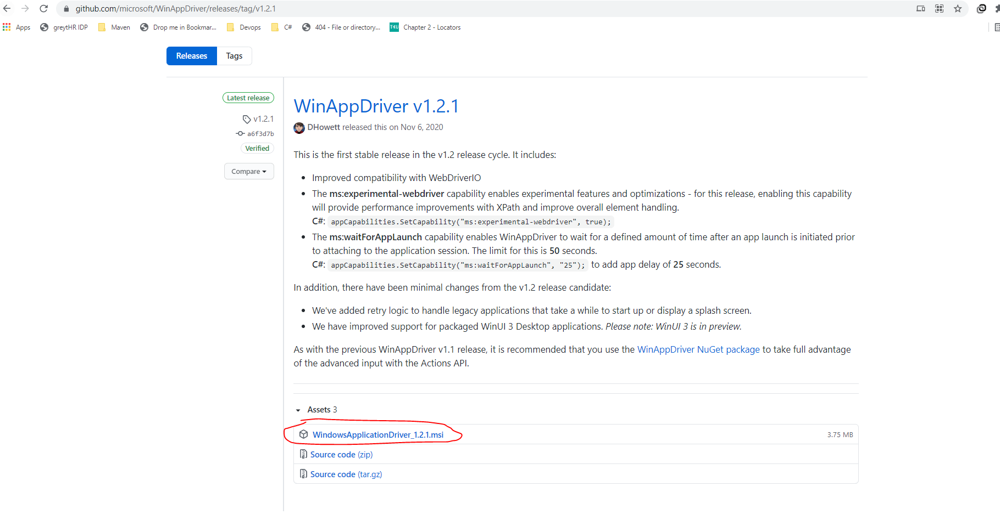 github.com/microsoft/WinAppDriver/releases/tag/v1.2.1
Apps greytHR IDP Maven Drop me in Bookmar... Devops C# 404 - File or directory... T4U Chapter 2 - Locators
Releases Tags
Latest release
v1.2.1
a6f3d7b
Verified
Compare
WinAppDriver v1.2.1
DHowett released this on Nov 6, 2020
This is the first stable release in the v1.2 release cycle. It includes:
• Improved compatibility with WebDriverIO
• The ms:experimental-webdriver capability enables experimental features and optimizations - for this release, enabling this capability
will provide performance improvements with XPath and improve overall element handling.
C#: appCapabilities.SetCapability("ms:experimental-webdriver", true);
• The ms:waitForAppLaunch capability enables WinAppDriver to wait for a defined amount of time after an app launch is initiated prior
to attaching to the application session. The limit for this is 50 seconds.
C#: appCapabilities.SetCapability("ms:waitForAppLaunch", "25"); to add app delay of 25 seconds.
In addition, there have been minimal changes from the v1.2 release candidate:
• We've added retry logic to handle legacy applications that take a while to start up or display a splash screen.
• We have improved support for packaged WinUI 3 Desktop applications. Please note: WinUI 3 is in preview.
As with the previous WinAppDriver v1.1 release, it is recommended that you use the WinAppDriver NuGet package to take full advantage
of the advanced input with the Actions API.
Assets 3
WindowsApplicationDriver_1.2.1.msi 3.75 MB
Source code (zip)
Source code (tar.gz)